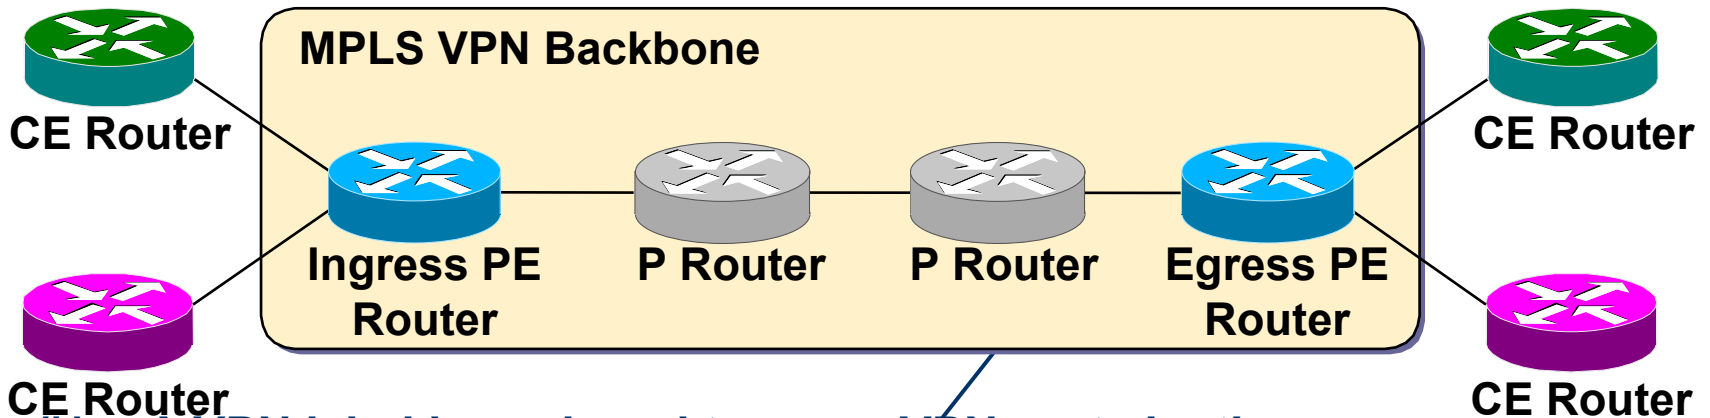 MPLS VPN Backbone
CE Router
CE Router
Ingress PE
Router
P Router
P Router
Egress PE
Router
CE Router
CE Router